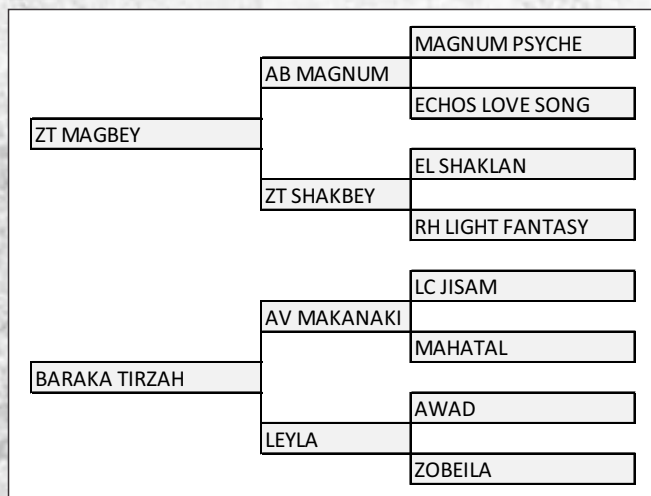 MAGNUM PSYCHE
AB MAGNUM
ECHOS LOVE SONG
ZT MAGBEY
EL SHAKLAN
ZT SHAKBEY
RH LIGHT FANTASY
LC JISAM
AV MAKANAKI
MAHATAL
BARAKA TIRZAH
AWAD
LEYLA
ZOBEILA